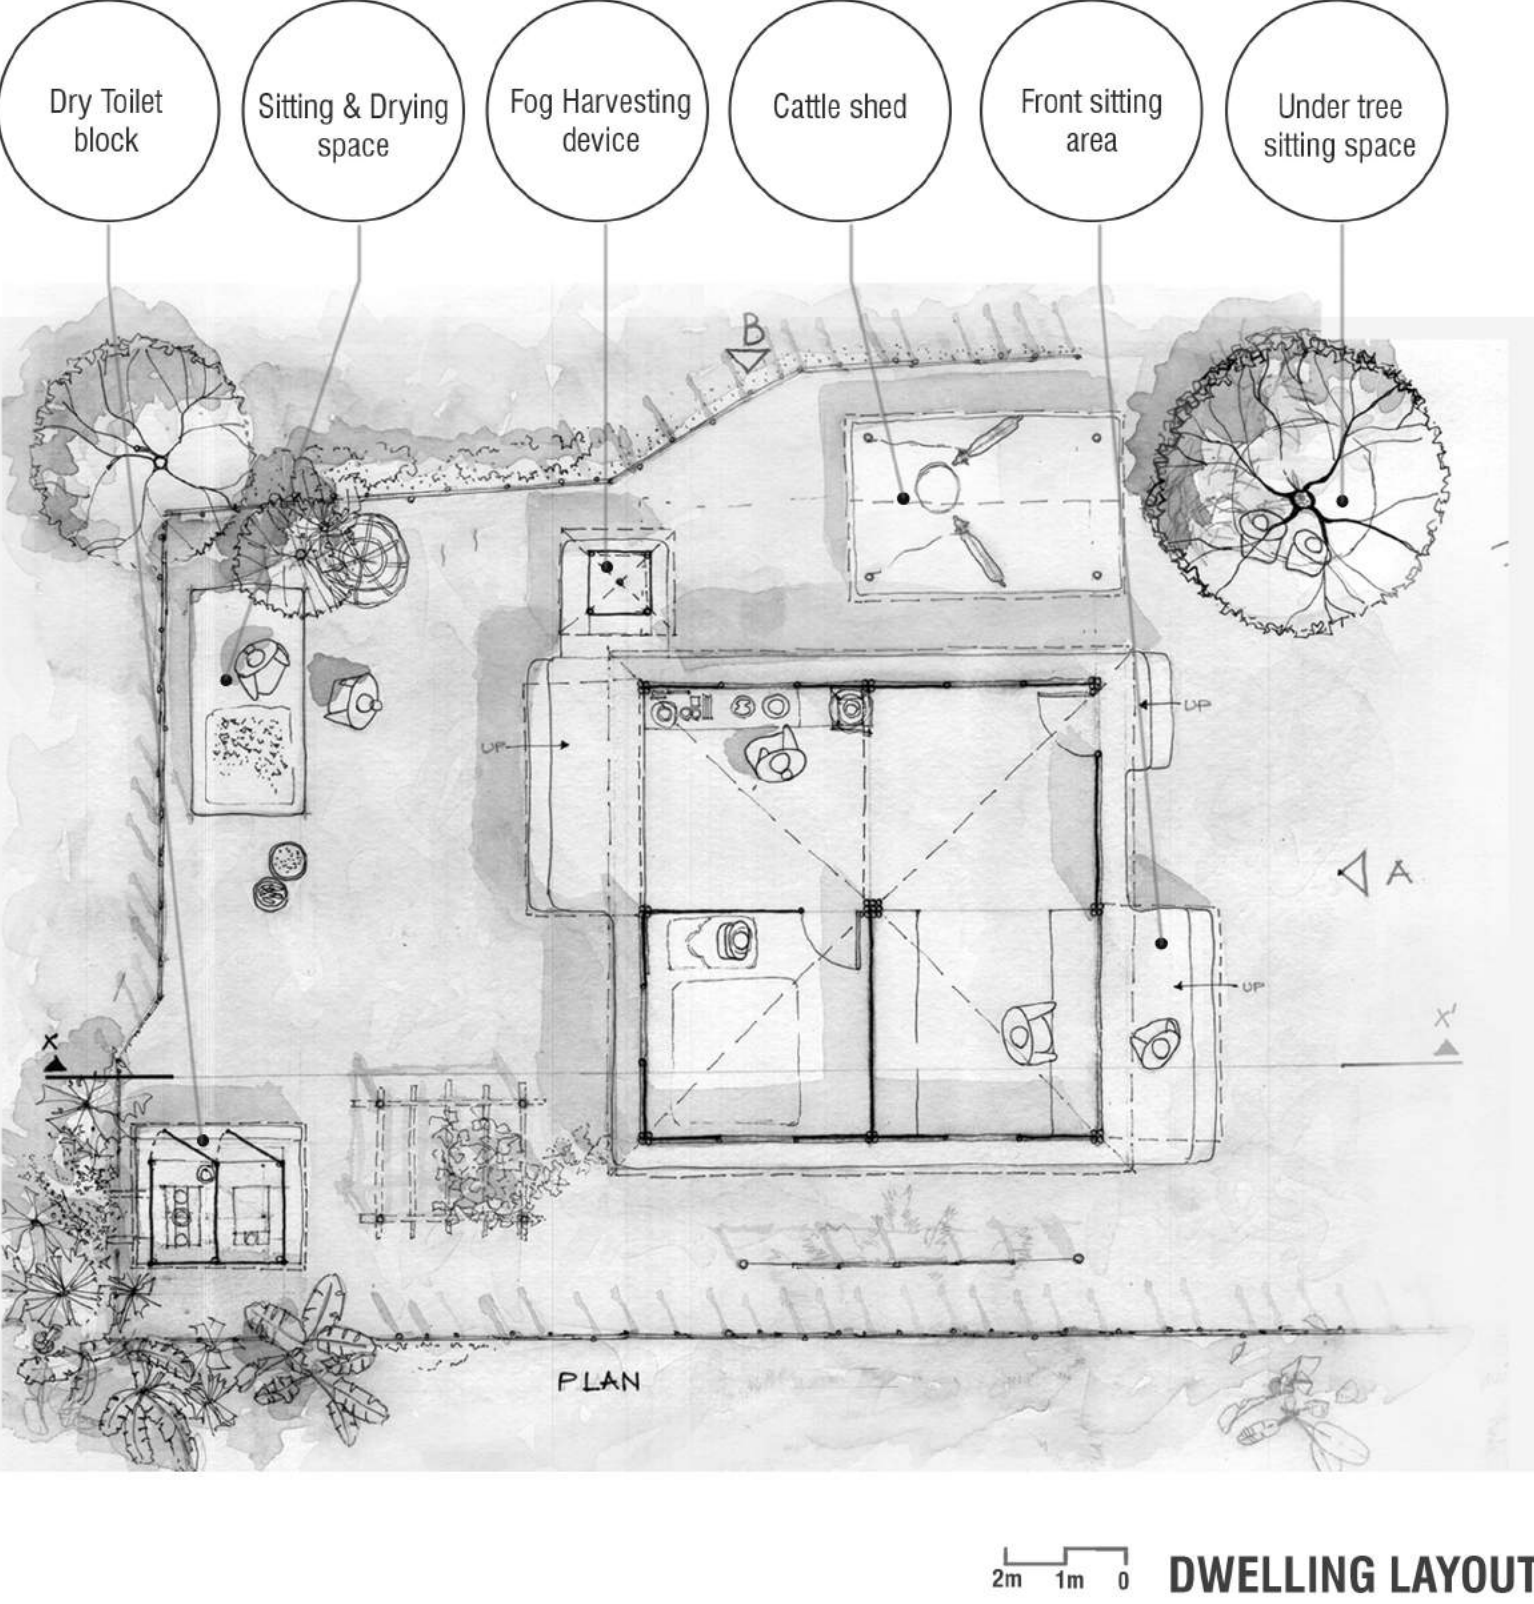 Dry Toilet
block
Sitting & Drying
space
Fog Harvesting
device
Cattle shed
Front sitting
area
Under tree
sitting space
B
UP
UP
A
UP
X
X'
PLAN
2m 1m 0
DWELLING LAYOUT